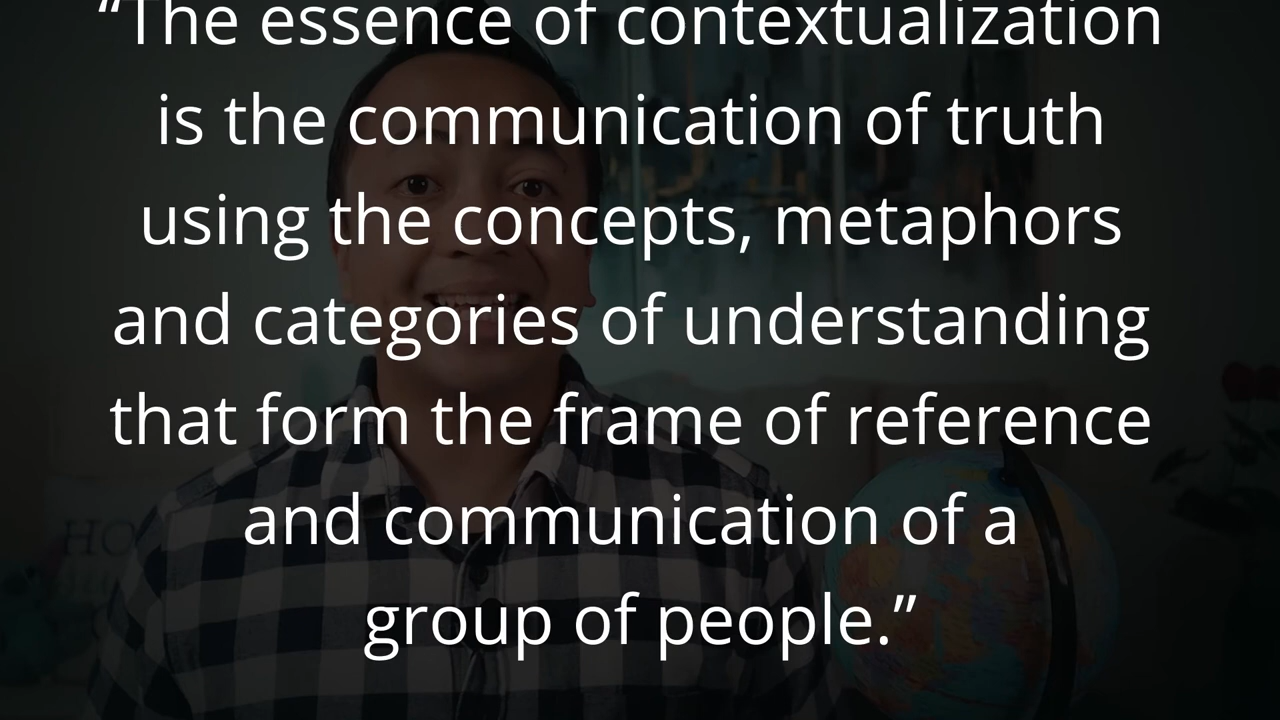 “The essence of contextualization
is the communication of truth
using the concepts, metaphors
and categories of understanding
that form the frame of reference
and communication of a
group of people.”
HO